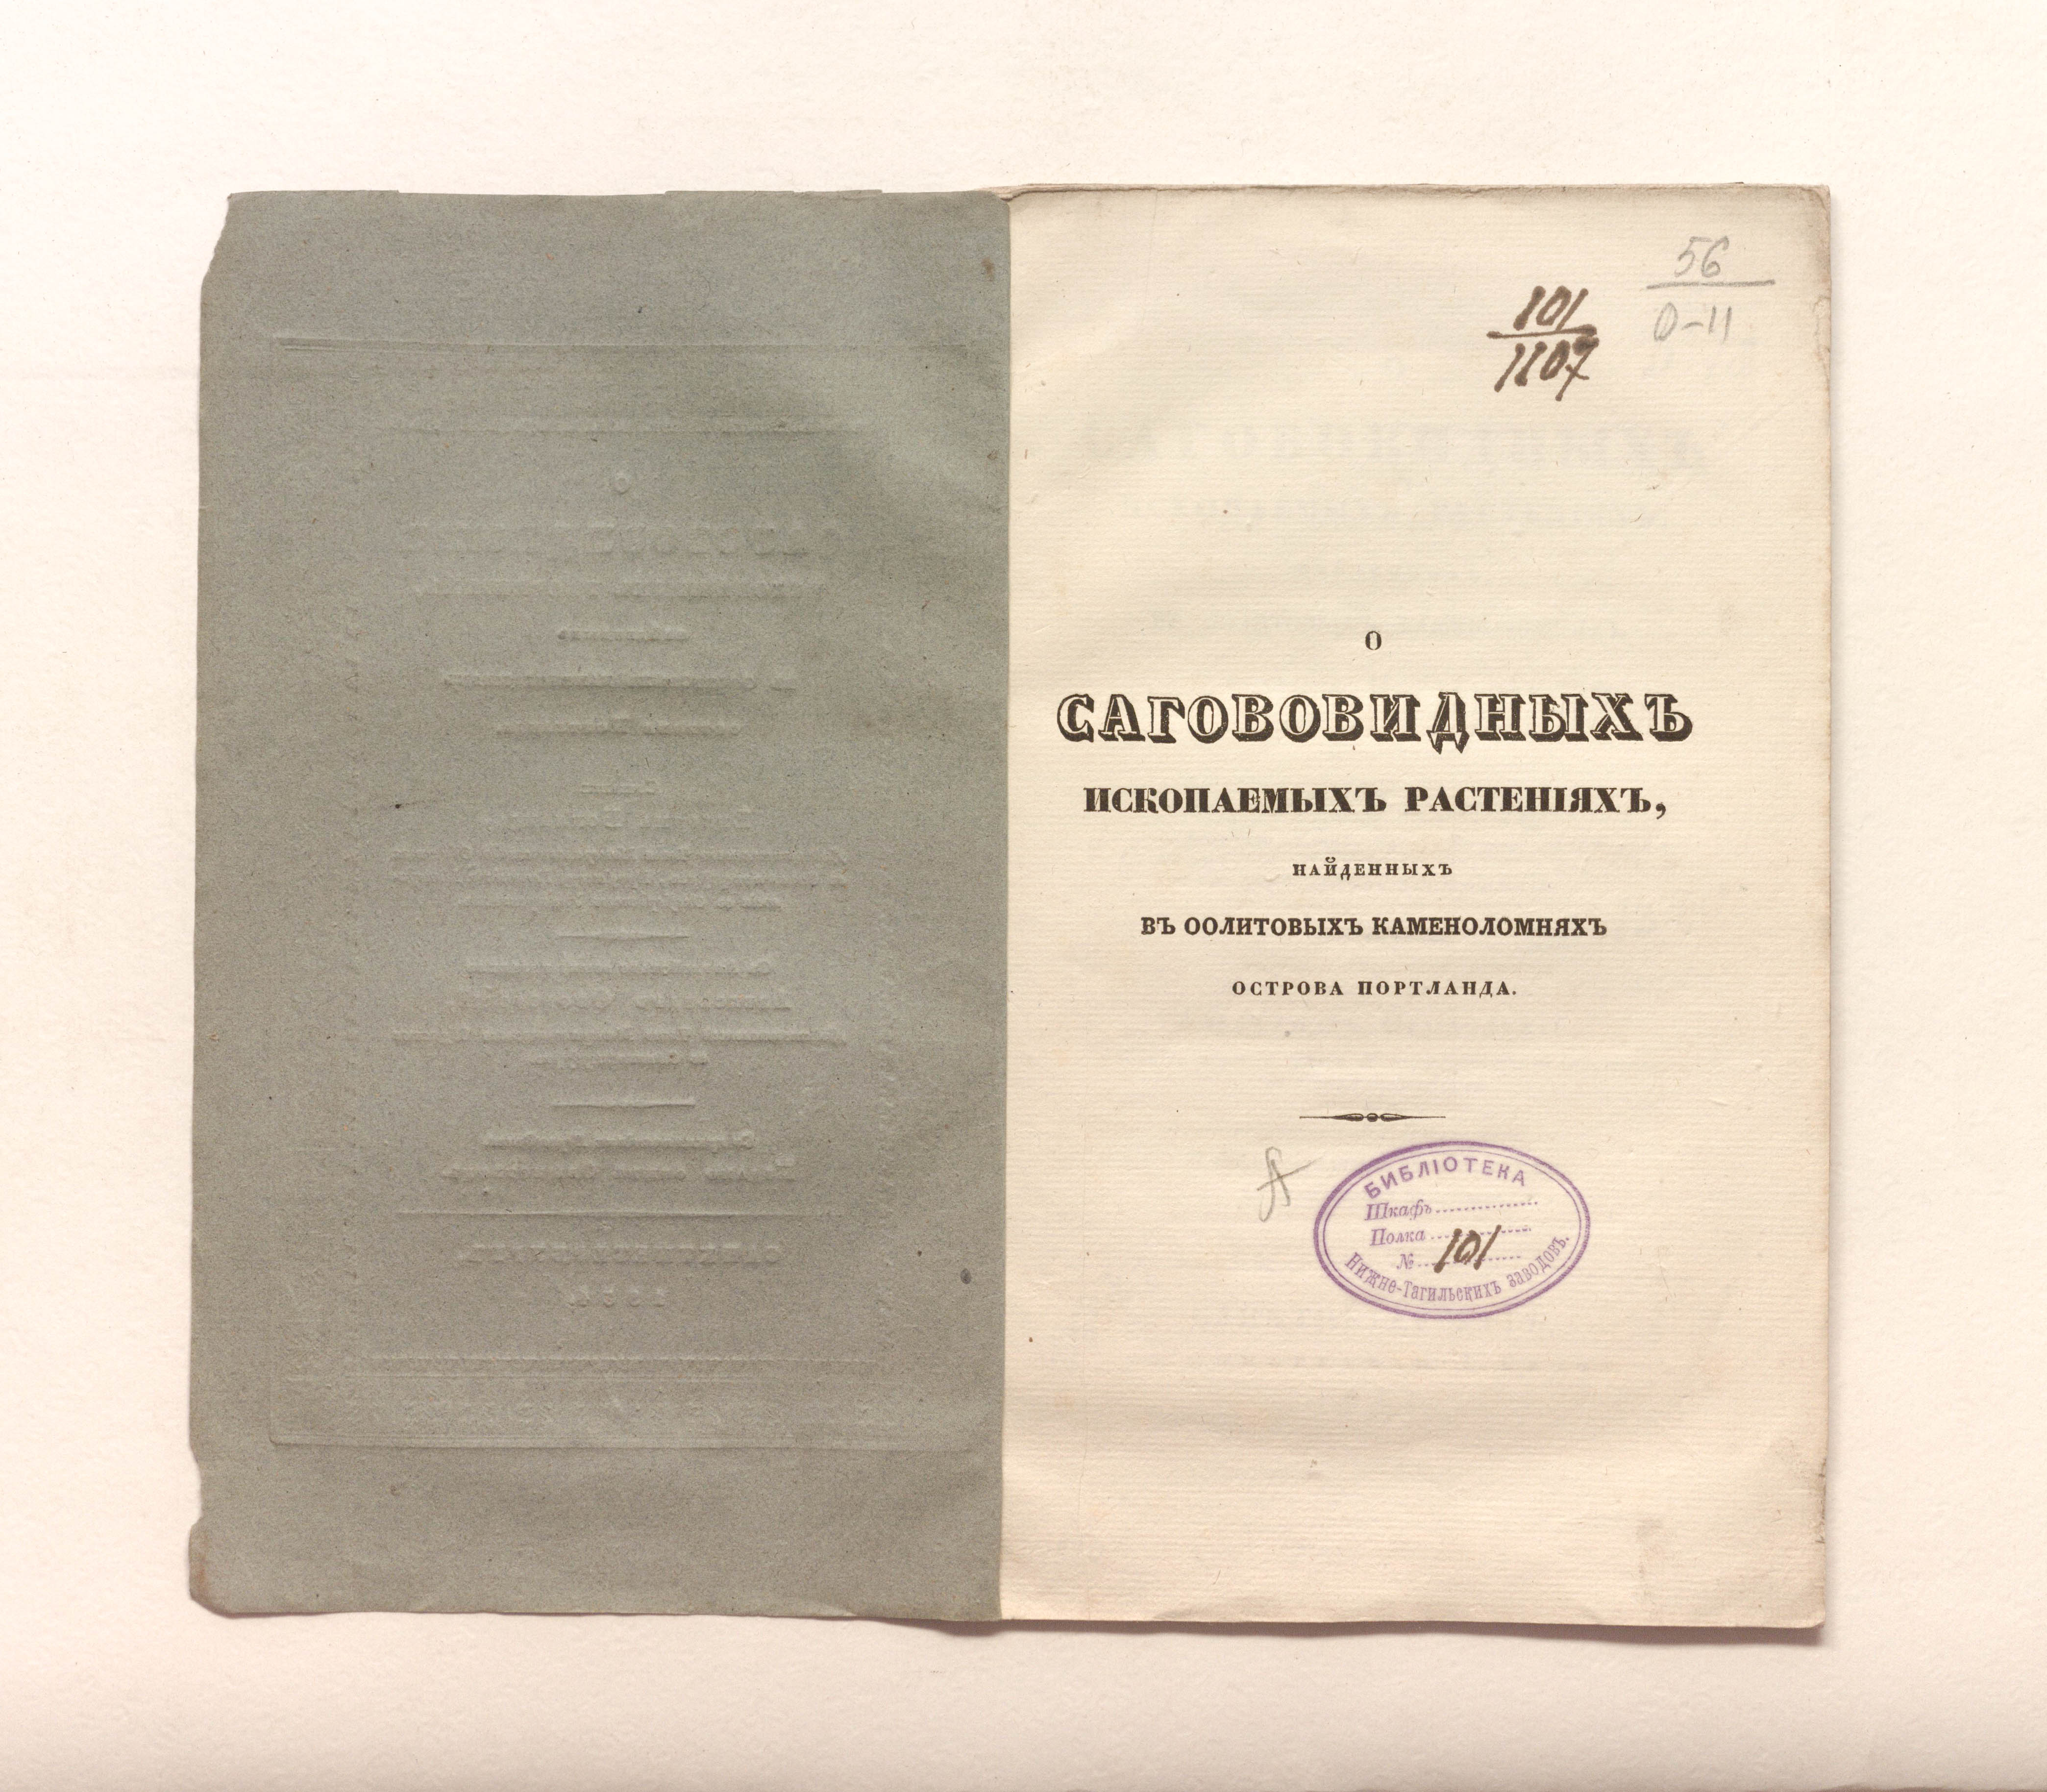 56
О-11
101
1107
О
САГОВОВИДНЫХЪ
ИСКОПАЕМЫХЪ РАСТЕНІЯХЪ,
НАЙДЕННЫХЪ
ВЪ ООЛИТОВЫХЪ КАМЕНОЛОМНЯХЪ
ОСТРОВА ПОРТЛАНДА.
БИБЛІОТЕКА
Шкафъ
Полка
№ 101
Нижне-Тагильскихъ заводовъ.